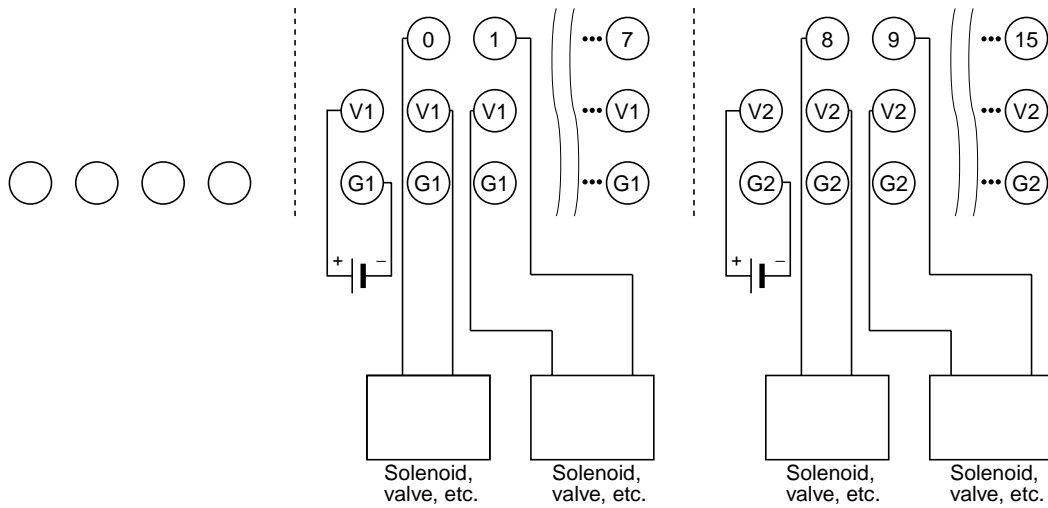 0 1 ••• 7 8 9 ••• 15
V1 V1 V1 ••• V1 V2 V2 V2 ••• V2
G1 G1 G1 ••• G1 G2 G2 G2 ••• G2
+ − + −
Solenoid, Solenoid, Solenoid, Solenoid,
valve, etc. valve, etc. valve, etc. valve, etc.